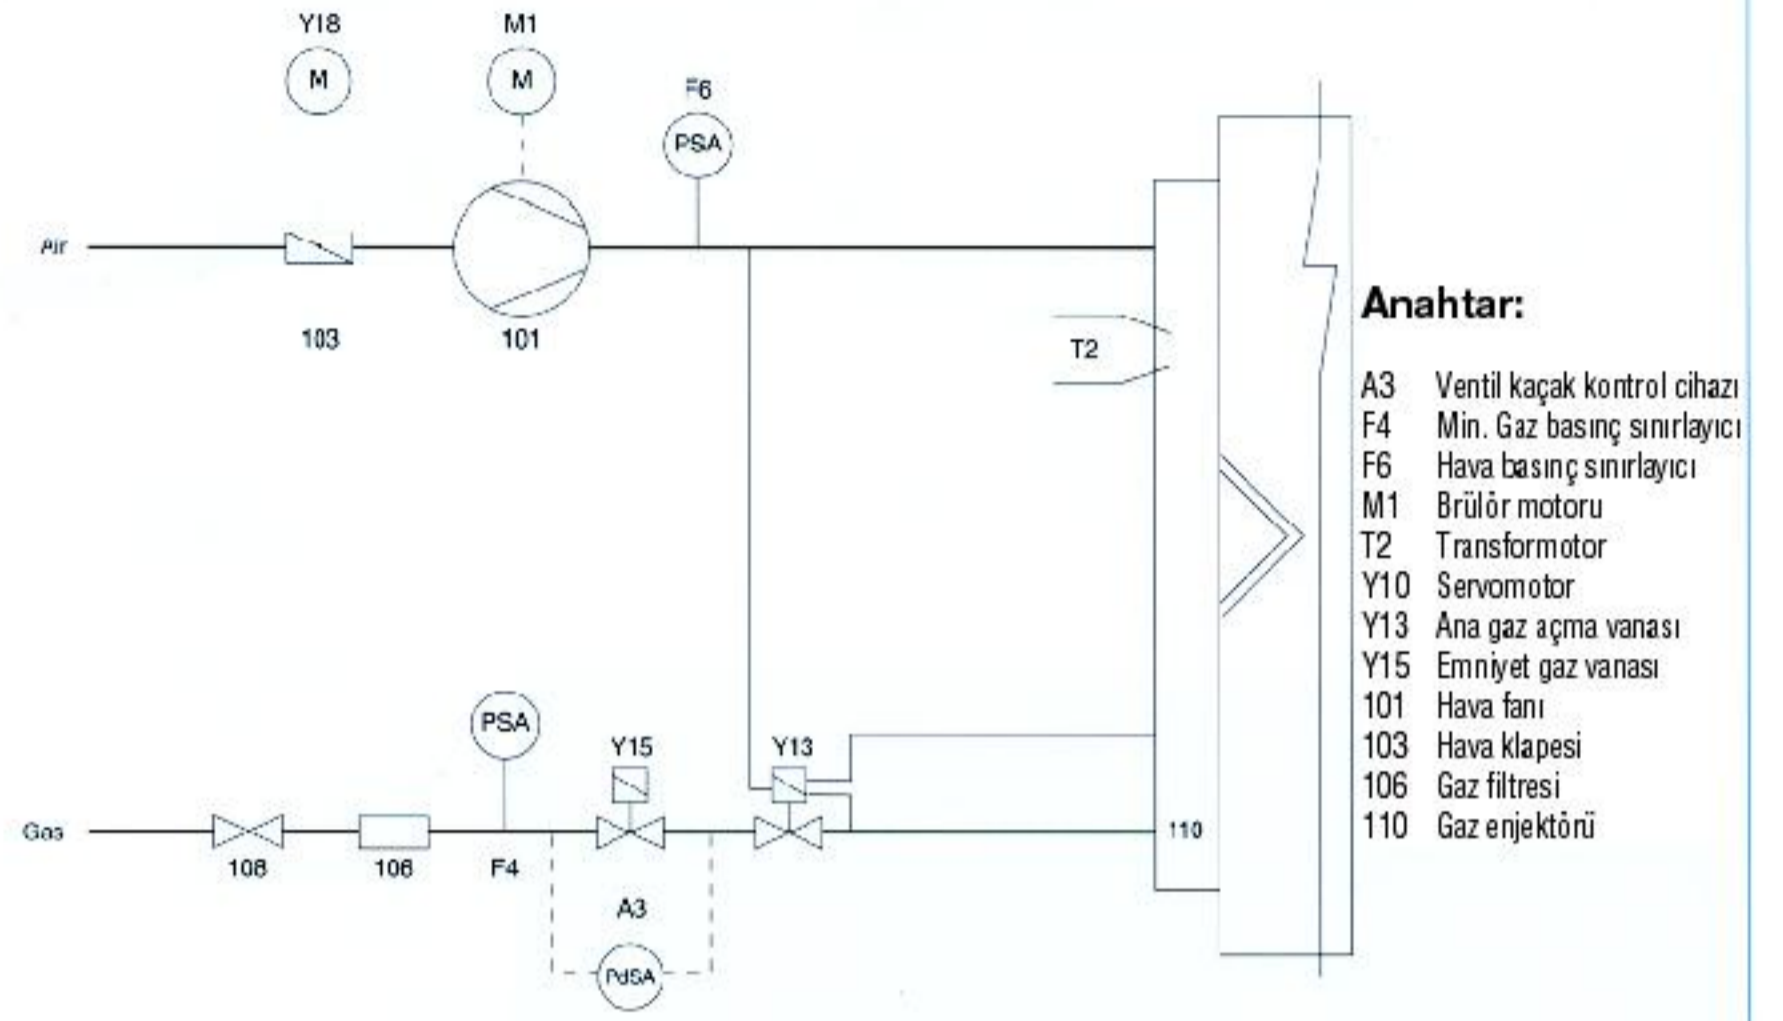 YI8
M1
M
M
F6
PSA
Air
103
101
T2
Anahtar:
A3 Ventil kaçak kontrol cihazı
F4 Min. Gaz basınç sınırlayıcı
F6 Hava basınç sınırlayıcı
M1 Brülör motoru
T2 Transformotor
Y10 Servomotor
Y13 Ana gaz açma vanası
Y15 Emniyet gaz vanası
101 Hava fanı
103 Hava klapesi
106 Gaz filtresi
110 Gaz enjektörü
PSA
Y15
Y13
Gas
110
108
106
F4
A3
PdSA